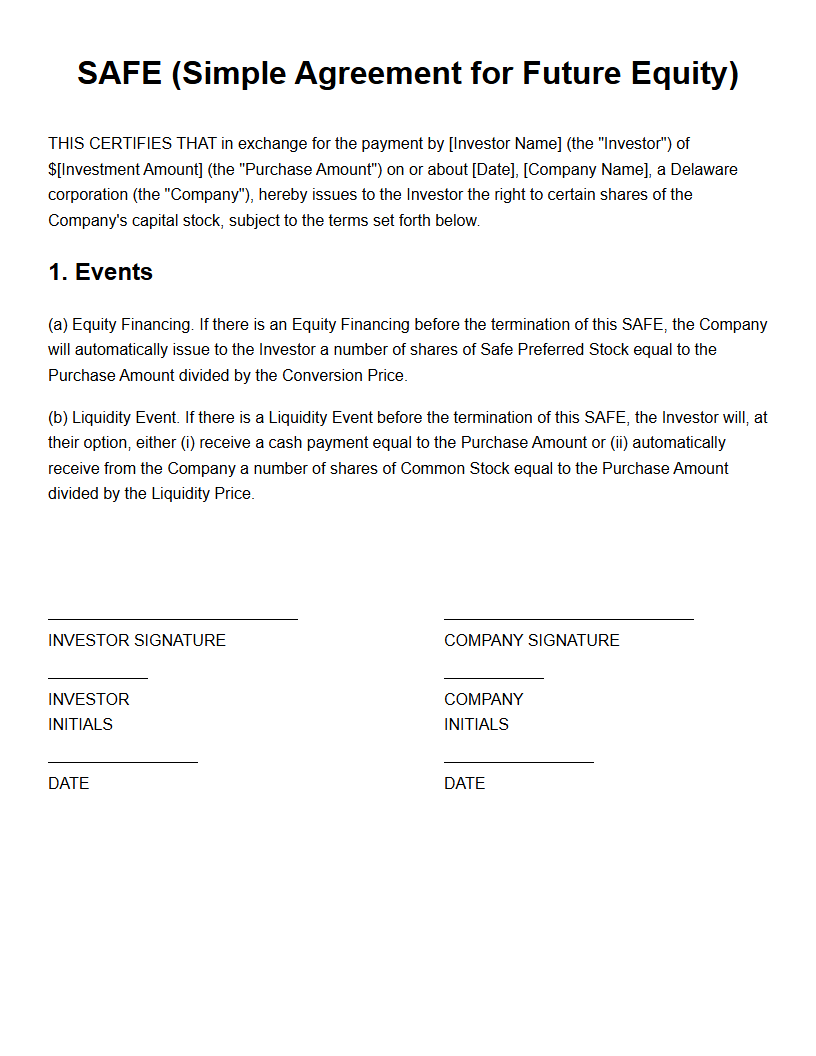 SAFE (Simple Agreement for Future Equity)
THIS CERTIFIES THAT in exchange for the payment by [Investor Name] (the "Investor") of
$[Investment Amount] (the "Purchase Amount") on or about [Date], [Company Name], a Delaware
corporation (the "Company"), hereby issues to the Investor the right to certain shares of the
Company's capital stock, subject to the terms set forth below.
1. Events
(a) Equity Financing. If there is an Equity Financing before the termination of this SAFE, the Company
will automatically issue to the Investor a number of shares of Safe Preferred Stock equal to the
Purchase Amount divided by the Conversion Price.
(b) Liquidity Event. If there is a Liquidity Event before the termination of this SAFE, the Investor will, at
their option, either (i) receive a cash payment equal to the Purchase Amount or (ii) automatically
receive from the Company a number of shares of Common Stock equal to the Purchase Amount
divided by the Liquidity Price.
INVESTOR SIGNATURE
INVESTOR
INITIALS
DATE
COMPANY SIGNATURE
COMPANY
INITIALS
DATE